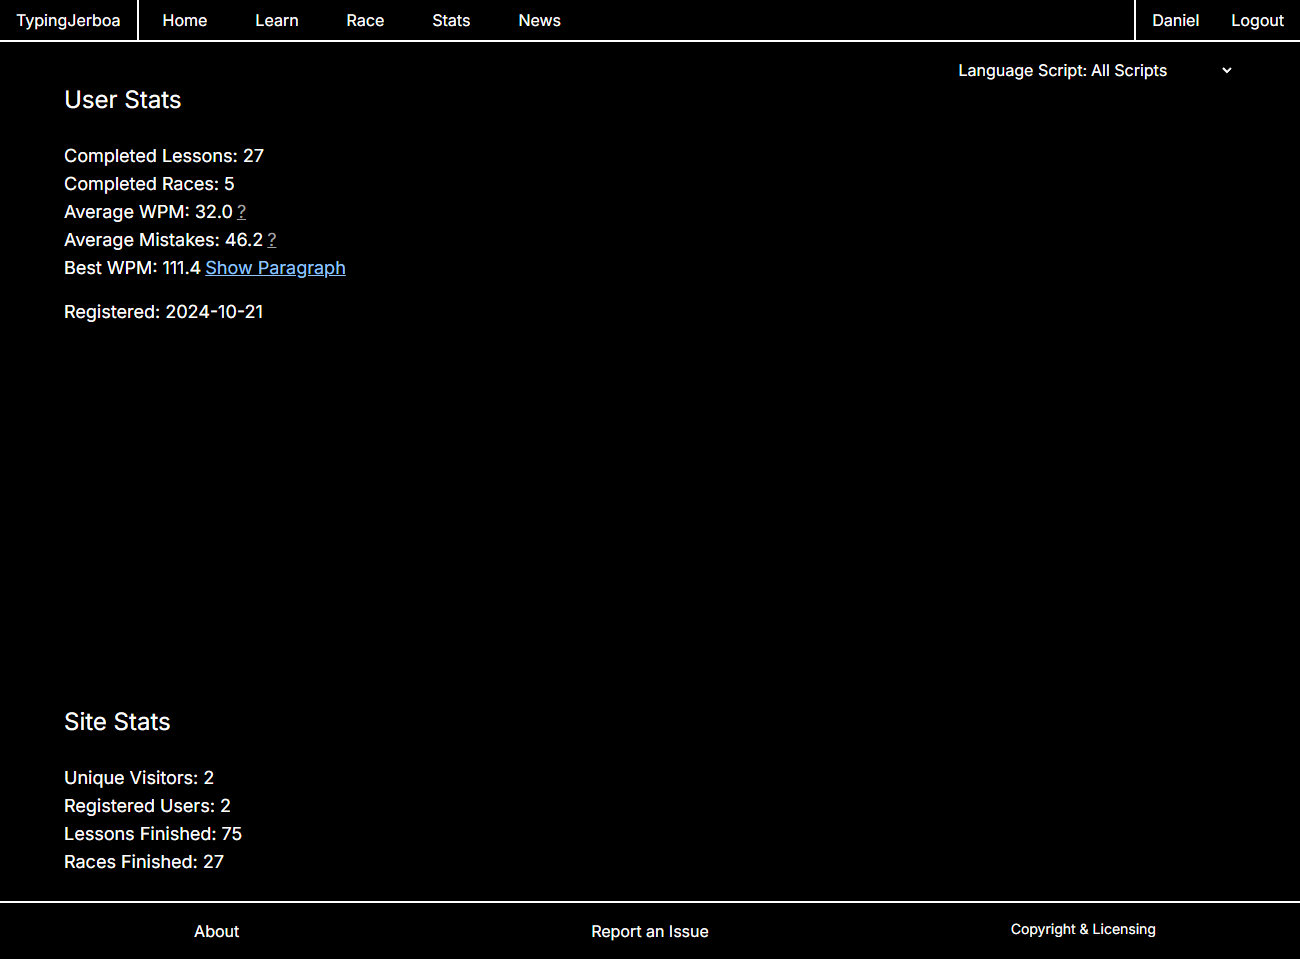 TypingJerboa Home Learn Race Stats News Daniel Logout
Language Script: All Scripts
User Stats
Completed Lessons: 27
Completed Races: 5
Average WPM: 32.0 ?
Average Mistakes: 46.2 ?
Best WPM: 111.4 Show Paragraph
Registered: 2024-10-21
Site Stats
Unique Visitors: 2
Registered Users: 2
Lessons Finished: 75
Races Finished: 27
About Report an Issue Copyright & Licensing